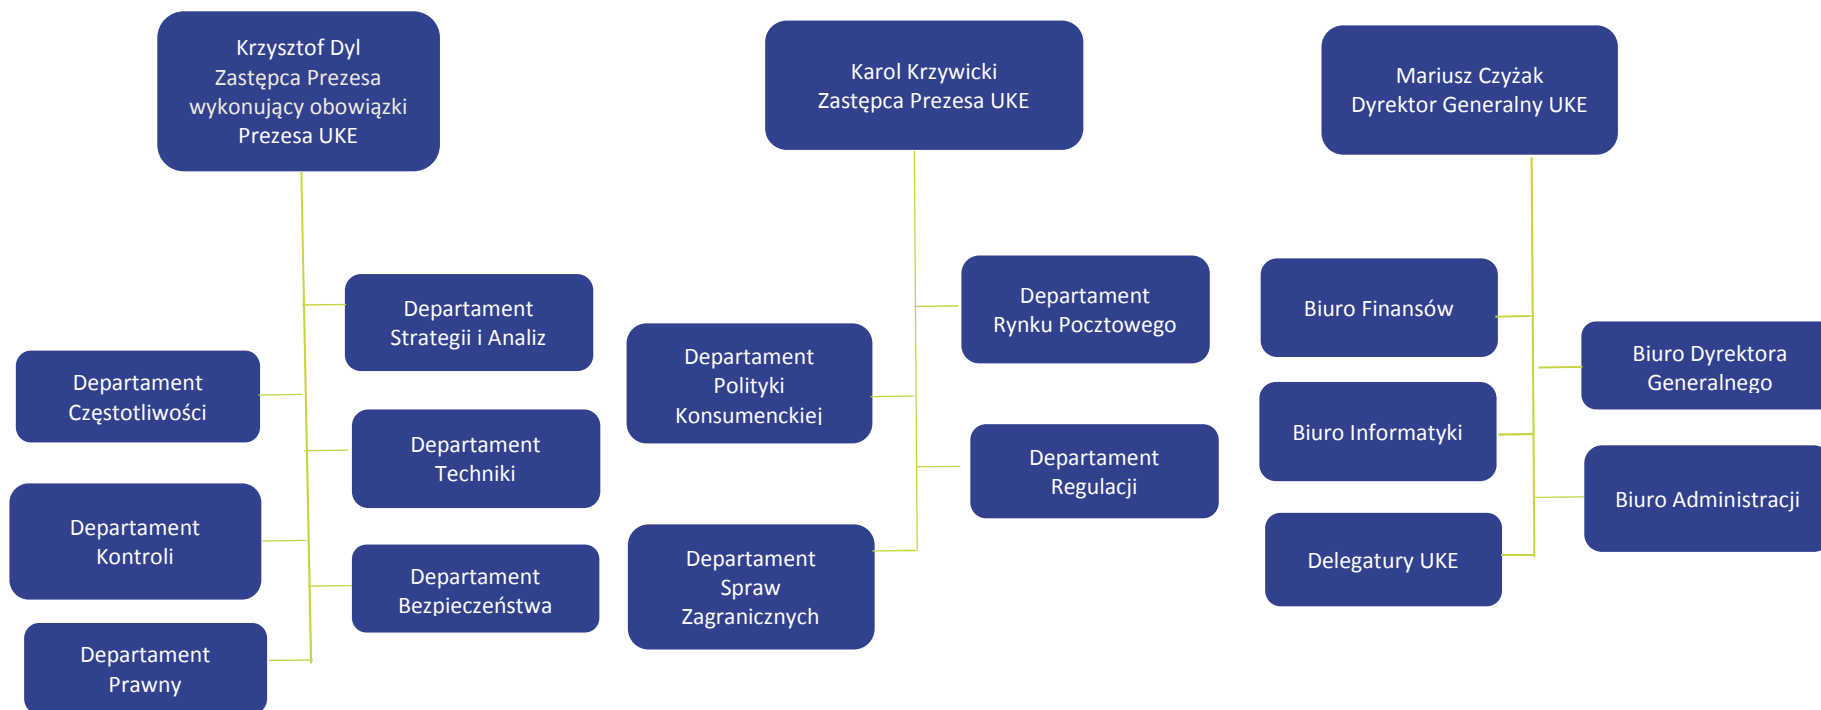 Krzysztof Dyl
Zastępca Prezesa
wykonujący obowiązki
Prezesa UKE
Karol Krzywicki
Zastępca Prezesa UKE
Mariusz Czyżak
Dyrektor Generalny UKE
Departament
Strategii i Analiz
Departament
Częstotliwości
Departament
Techniki
Departament
Kontroli
Departament
Bezpieczeństwa
Departament
Prawny
Departament
Rynku Pocztowego
Departament
Polityki
Konsumenckiej
Departament
Regulacji
Departament
Spraw
Zagranicznych
Biuro Finansów
Biuro Dyrektora
Generalnego
Biuro Informatyki
Biuro Administracji
Delegatury UKE